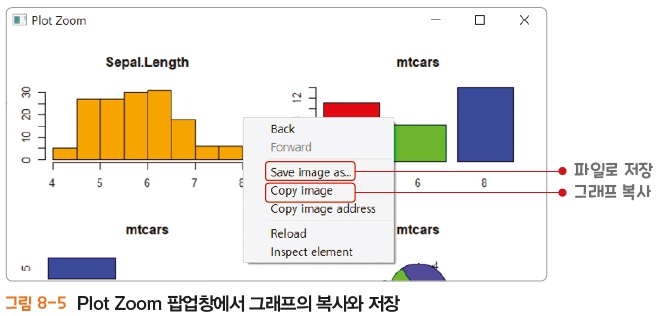 Plot Zoom
Sepal.Length
mtcars
30
20
10
0
4 5 6 7 8
12
6 8
Back
Forward
Save image as...
Copy image
Copy image address
Reload
Inspect element
파일로 저장
그래프 복사
mtcars
mtcars
5
4
그림 8-5 Plot Zoom 팝업창에서 그래프의 복사와 저장